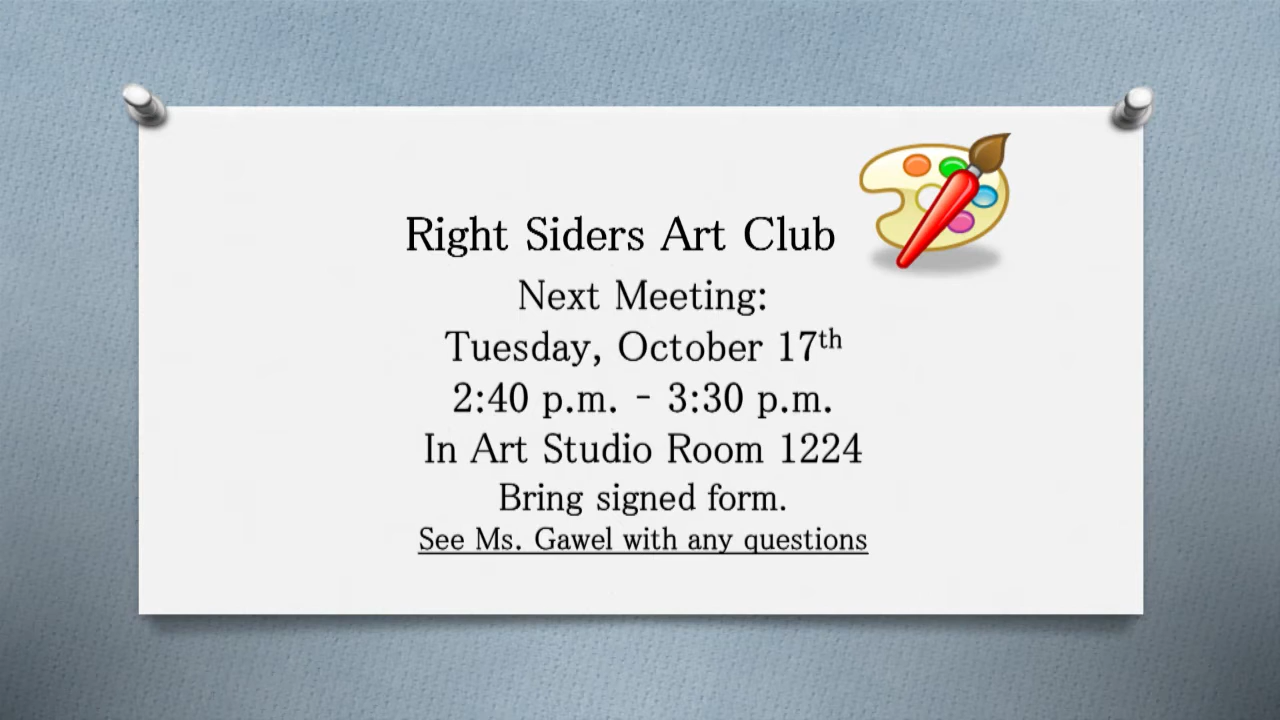 Right Siders Art Club
Next Meeting:
Tuesday, October 17th
2:40 p.m. - 3:30 p.m.
In Art Studio Room 1224
Bring signed form.
See Ms. Gawel with any questions